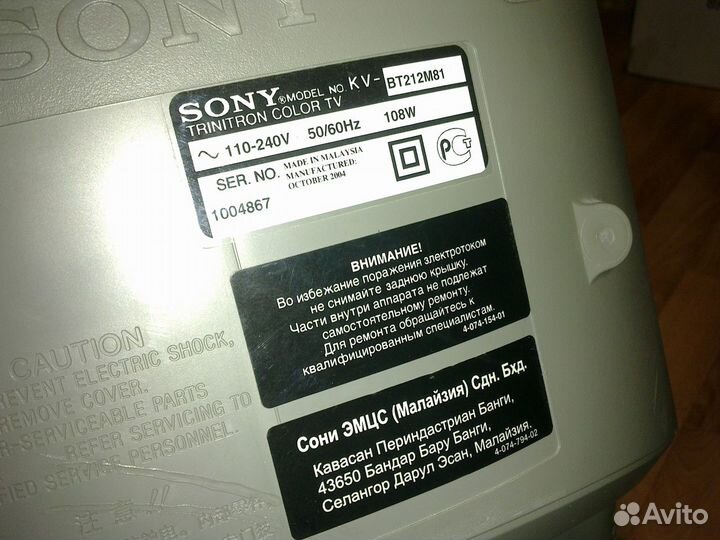 SONY
SONY® MODEL NO. KV-BT212M81
TRINITRON COLOR TV
~ 110-240V 50/60Hz 108W
SER. NO. MADE IN MALAYSIA
MANUFACTURED:
OCTOBER 2004
1004867
РСТ
ВНИМАНИЕ!
Во избежание поражения электротоком
не снимайте заднюю крышку.
Части внутри аппарата не подлежат
самостоятельному ремонту.
Для ремонта обращайтесь к
квалифицированным специалистам.
4-074-154-01
CAUTION
PREVENT ELECTRIC SHOCK,
REMOVE COVER.
-SERVICEABLE PARTS
REFER SERVICING TO
SERVICE PERSONNEL.
Сони ЭМЦС (Малайзия) Сдн. Бхд.
Кавасан Периндастриан Банги,
43650 Бандар Бару Банги,
Селангор Дарул Эсан, Малайзия.
4-074-794-02
注意!
Avito